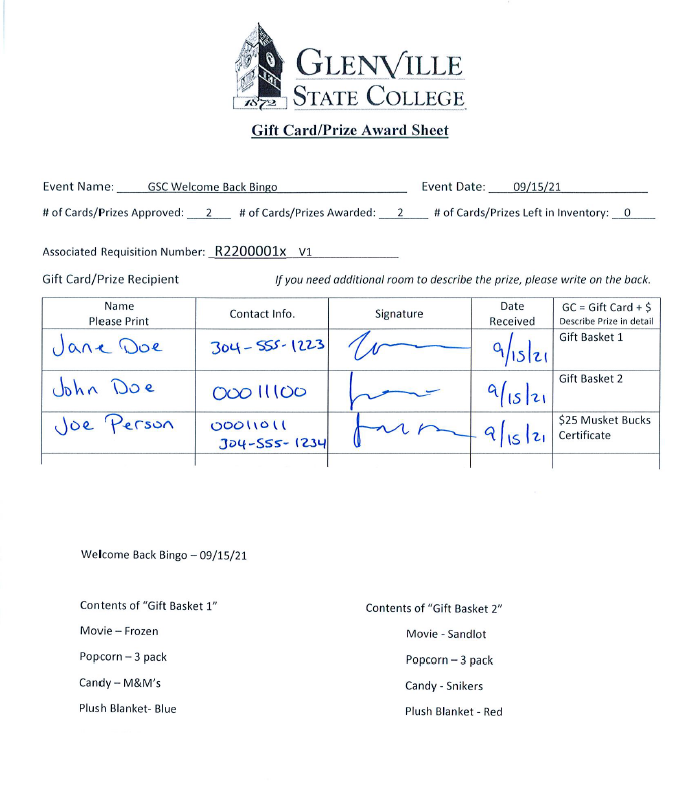 GLENVILLE
1872 STATE COLLEGE
Gift Card/Prize Award Sheet
Event Name: GSC Welcome Back Bingo Event Date: 09/15/21
# of Cards/Prizes Approved: 2 # of Cards/Prizes Awarded: 2 # of Cards/Prizes Left in Inventory: 0
Associated Requisition Number: R2200001x V1
Gift Card/Prize Recipient If you need additional room to describe the prize, please write on the back.
Name Please Print Contact Info. Signature Date Received GC = Gift Card + $ Describe Prize in detail
Jane Doe 304-555-1223 9/15/21 Gift Basket 1
John Doe 00011100 9/15/21 Gift Basket 2
Joe Person 00011011 9/15/21 $25 Musket Bucks
304-555-1234 Certificate
Welcome Back Bingo – 09/15/21
Contents of "Gift Basket 1" Contents of "Gift Basket 2"
Movie – Frozen Movie - Sandlot
Popcorn – 3 pack Popcorn – 3 pack
Candy – M&M's Candy - Snikers
Plush Blanket- Blue Plush Blanket - Red